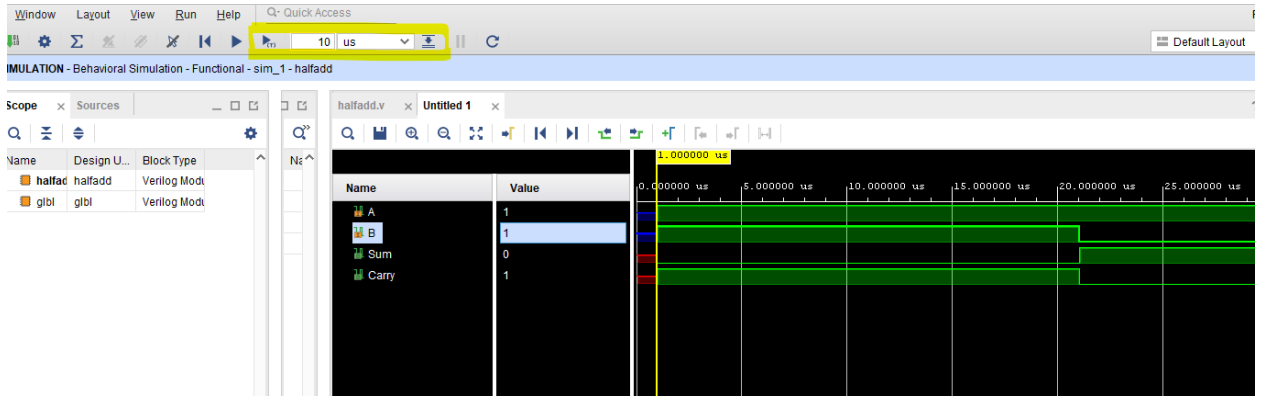 Window Layout View Run Help Quick Access
10 us
Default Layout
IMULATION - Behavioral Simulation - Functional - sim_1 - halfadd
Scope Sources
halfadd.v Untitled 1
Name Design U... Block Type
halfad halfadd Verilog Modu
glbl glbl Verilog Modu
Na
1.000000 us
Name Value
0.000000 us 5.000000 us 10.000000 us 15.000000 us 20.000000 us 25.000000 us
A 1
B 1
Sum 0
Carry 1